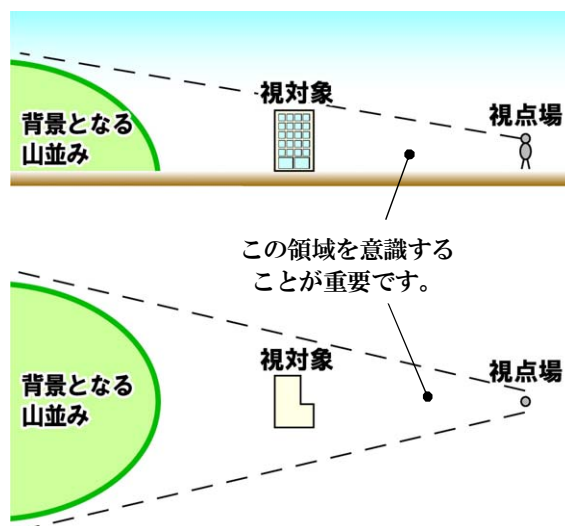 視対象
視点場
背景となる
山並み
この領域を意識する
ことが重要です。
視対象
視点場
背景となる
山並み